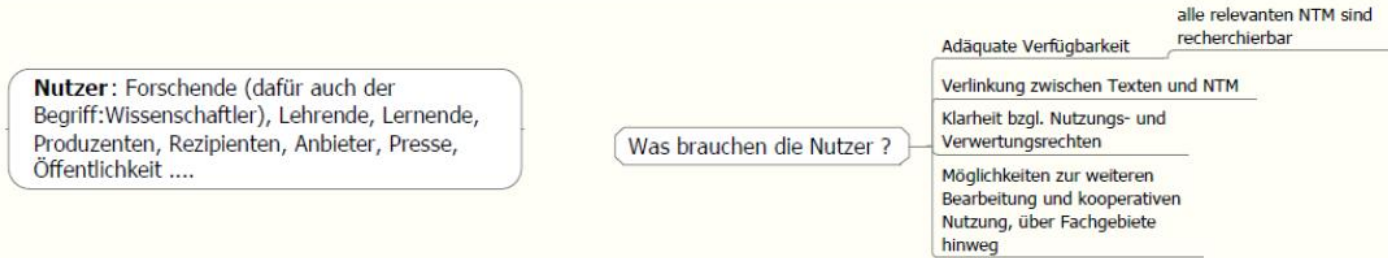 Nutzer: Forschende (dafür auch der
Begriff:Wissenschaftler), Lehrende, Lernende,
Produzenten, Rezipienten, Anbieter, Presse,
Öffentlichkeit ....
Was brauchen die Nutzer ?
Adäquate Verfügbarkeit
alle relevanten NTM sind
recherchierbar
Verlinkung zwischen Texten und NTM
Klarheit bzgl. Nutzungs- und
Verwertungsrechten
Möglichkeiten zur weiteren
Bearbeitung und kooperativen
Nutzung, über Fachgebiete
hinweg